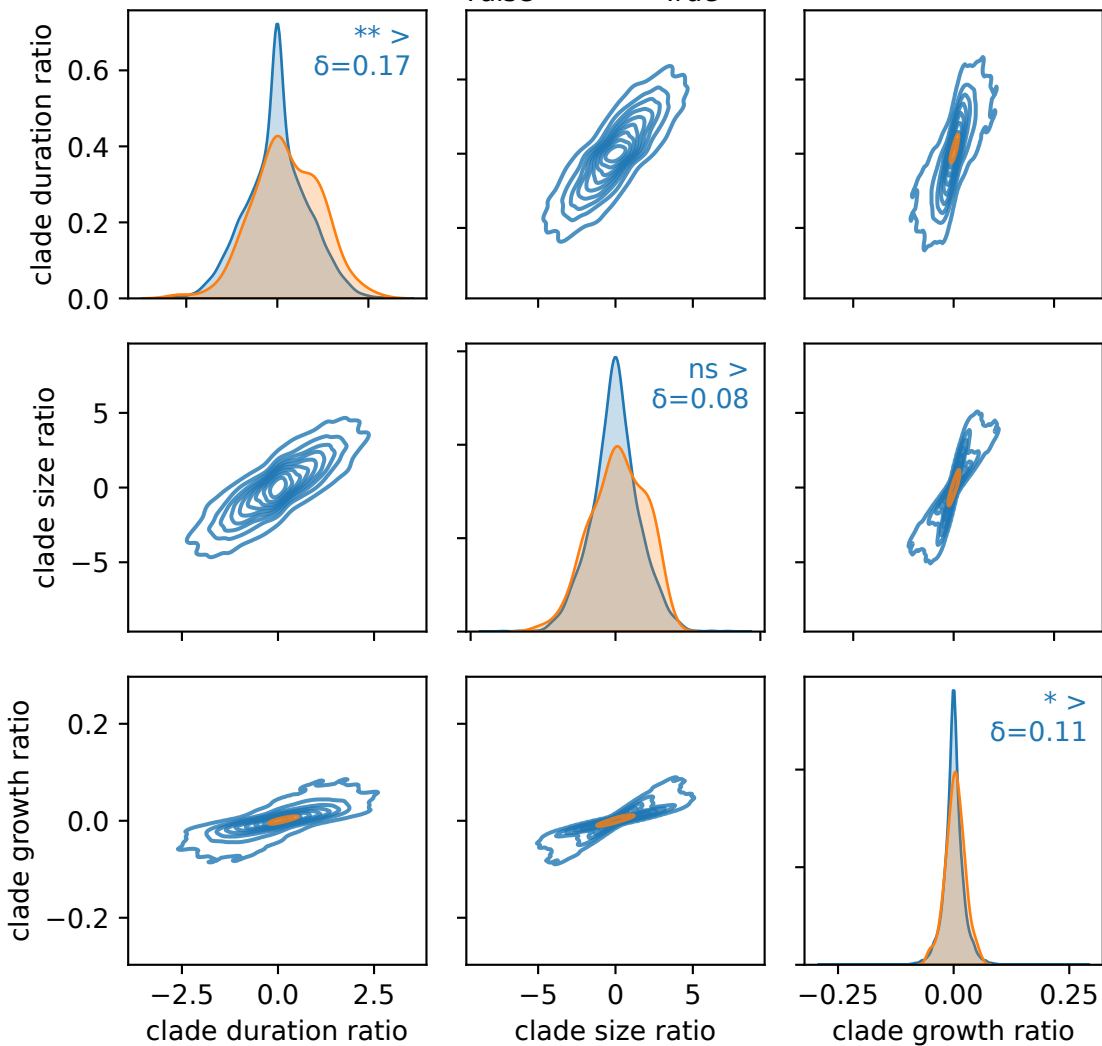 ** >
δ=0.17
clade duration ratio
0.6
0.4
0.2
0.0
ns >
δ=0.08
clade size ratio
5
0
−5
* >
δ=0.11
clade growth ratio
0.2
0.0
−0.2
−2.5 0.0 2.5
−5 0 5
−0.25 0.00 0.25
clade duration ratio
clade size ratio
clade growth ratio